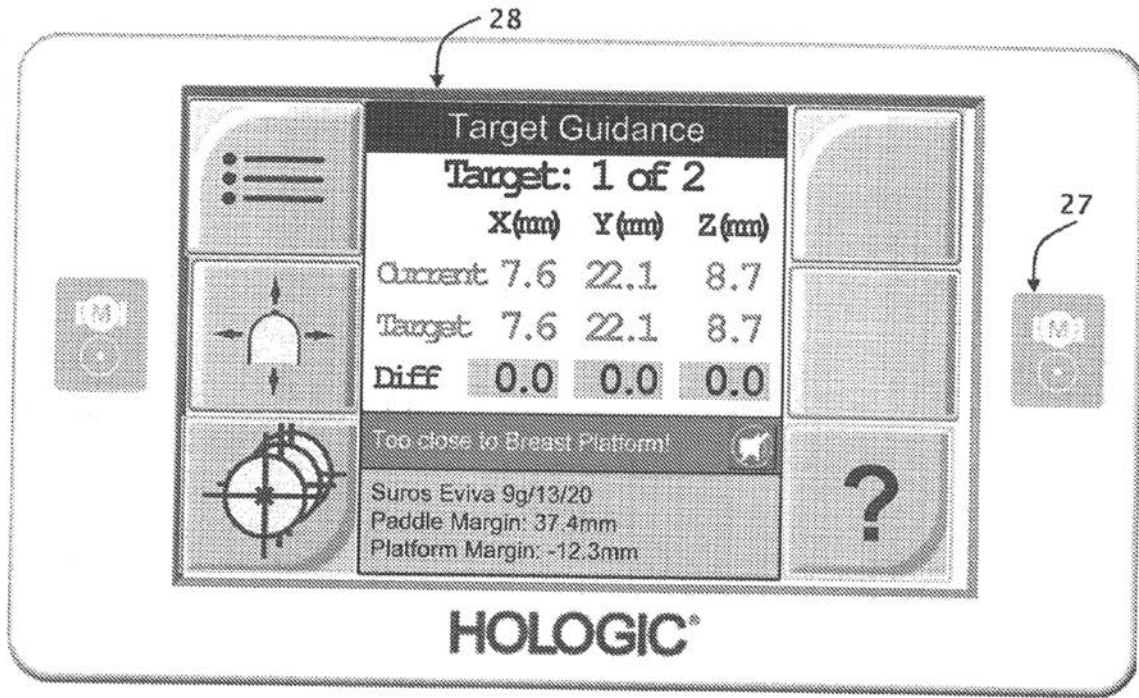 28
Target Guidance
Target: 1 of 2
X(mm) Y(mm) Z(mm)
27
Current 7.6 22.1 8.7
M
M
Target 7.6 22.1 8.7
Diff 0.0 0.0 0.0
Too close to Breast Platform!
Suros Eviva 9g/13/20
Paddle Margin: 37.4mm
Platform Margin: -12.3mm
?
HOLOGIC®